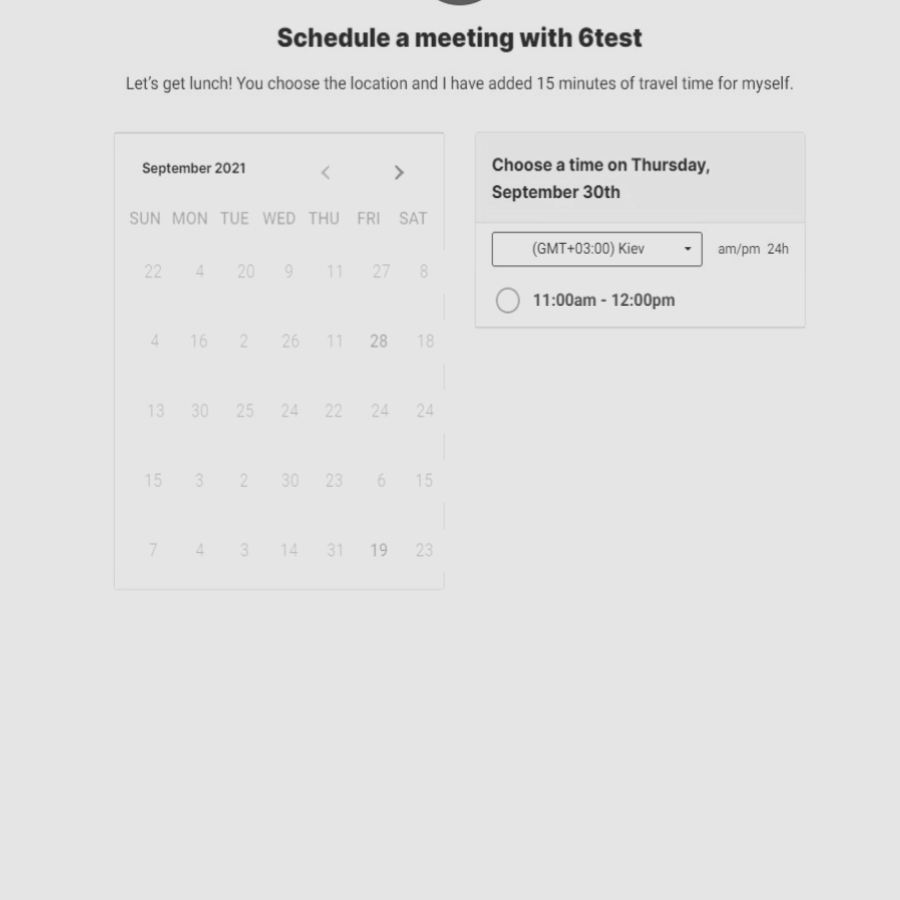 Schedule a meeting with 6test
Let's get lunch! You choose the location and I have added 15 minutes of travel time for myself.
September 2021
SUN MON TUE WED THU FRI SAT
22 4 20 9 11 27 8
4 16 2 26 11 28 18
13 30 25 24 22 24 24
15 3 2 30 23 6 15
7 4 3 14 31 19 23
Choose a time on Thursday,
September 30th
(GMT+03:00) Kiev am/pm 24h
11:00am - 12:00pm